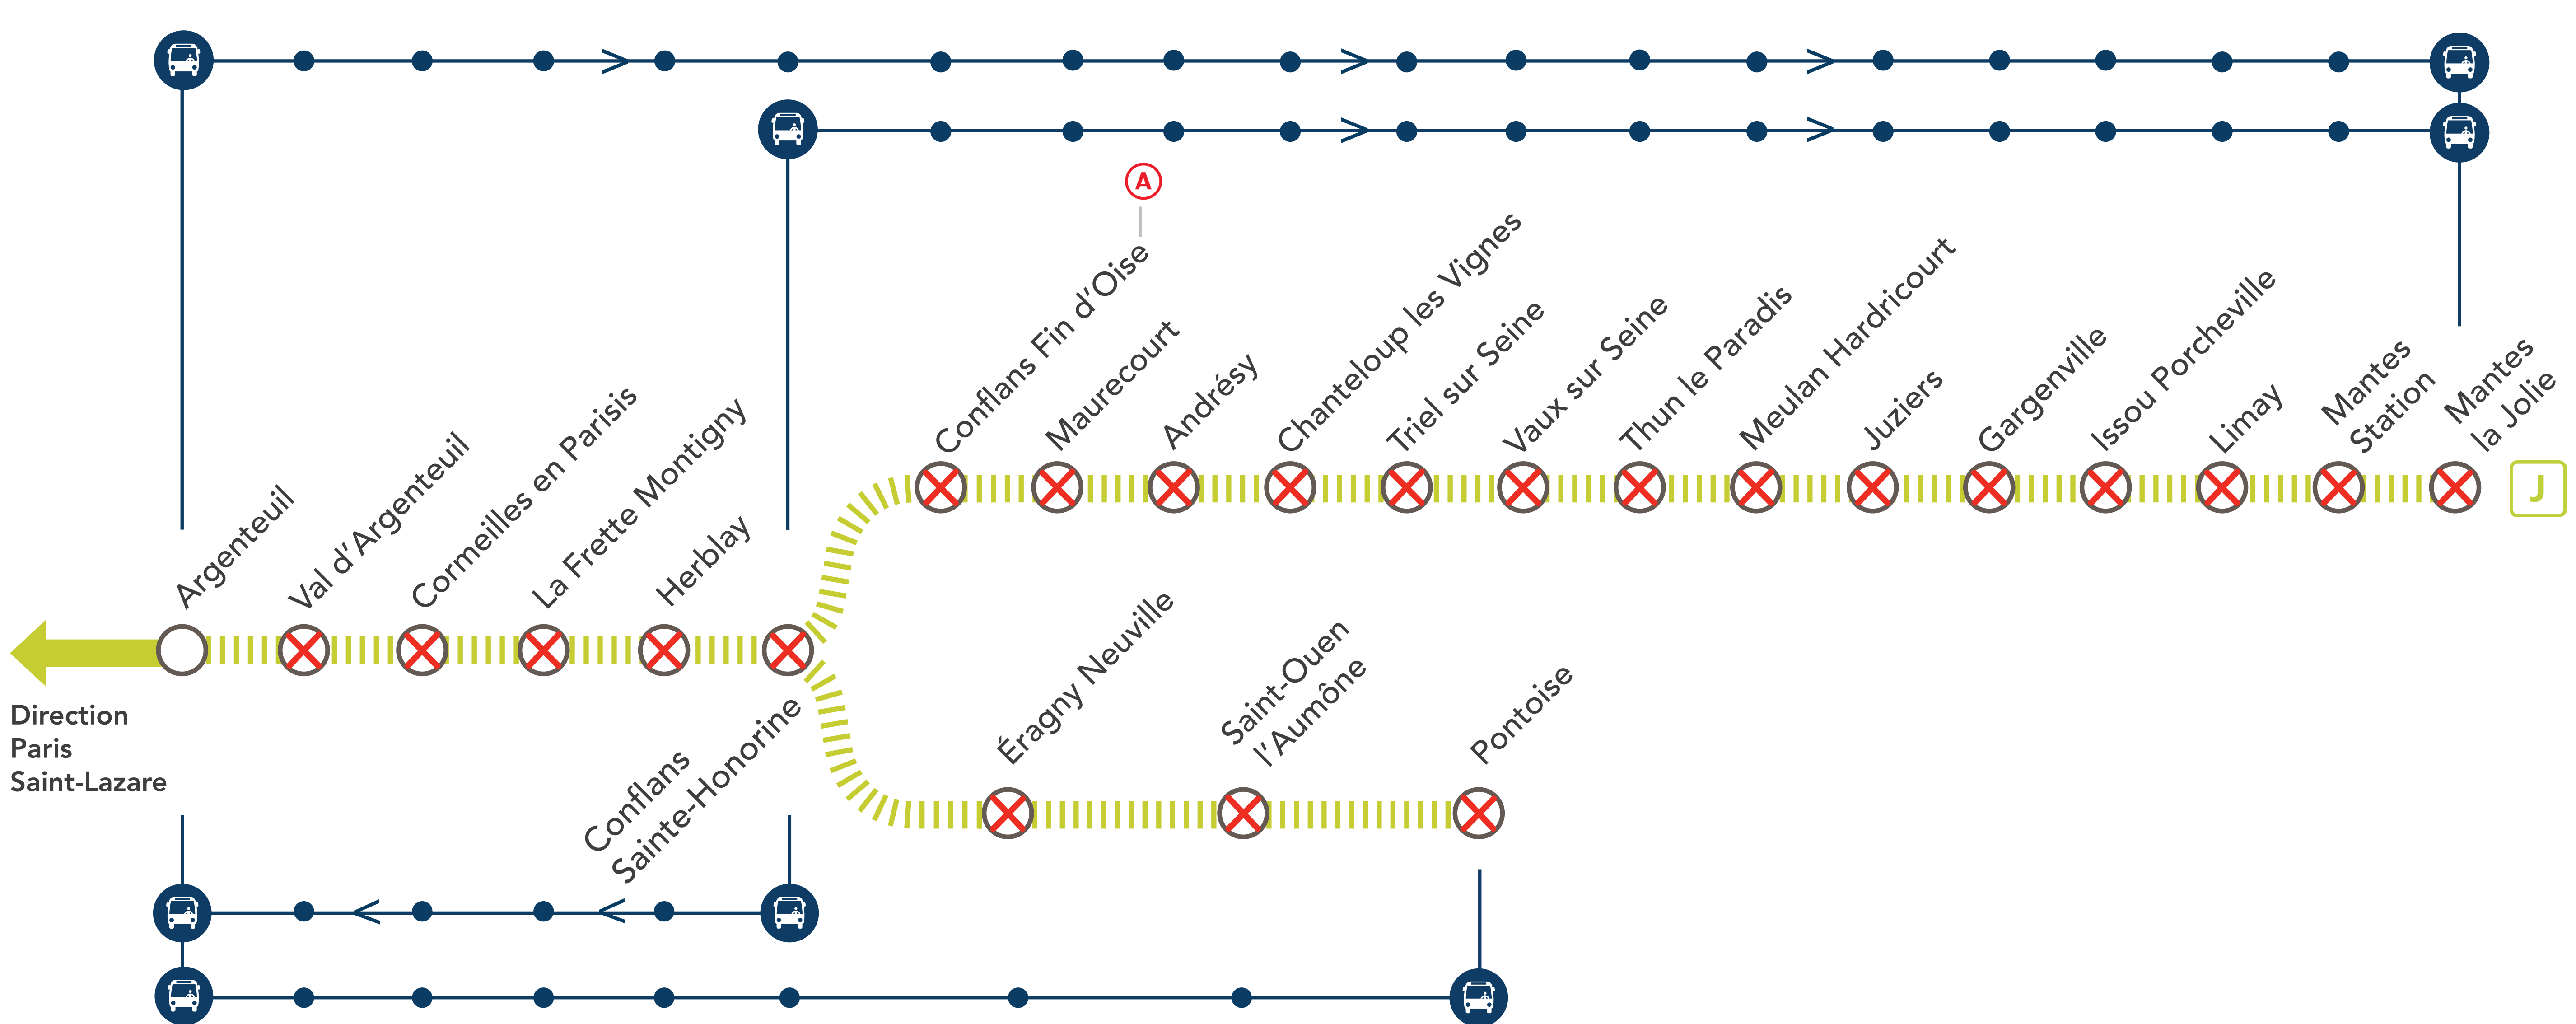 A
Conflans Fin d'Oise
Maurecourt
Andrésy
Chanteloup les Vignes
Triel sur Seine
Vaux sur Seine
Thun le Paradis
Meulan Hardricourt
Juziers
Gargenville
Issou Porcheville
Limay
Mantes
Station
Mantes
la Jolie
J
Argenteuil
Val d'Argenteuil
Cormeilles en Parisis
La Frette Montigny
Herblay
Conflans
Sainte-Honorine
Éragny Neuville
Saint-Ouen
l'Aumône
Pontoise
Direction
Paris
Saint-Lazare